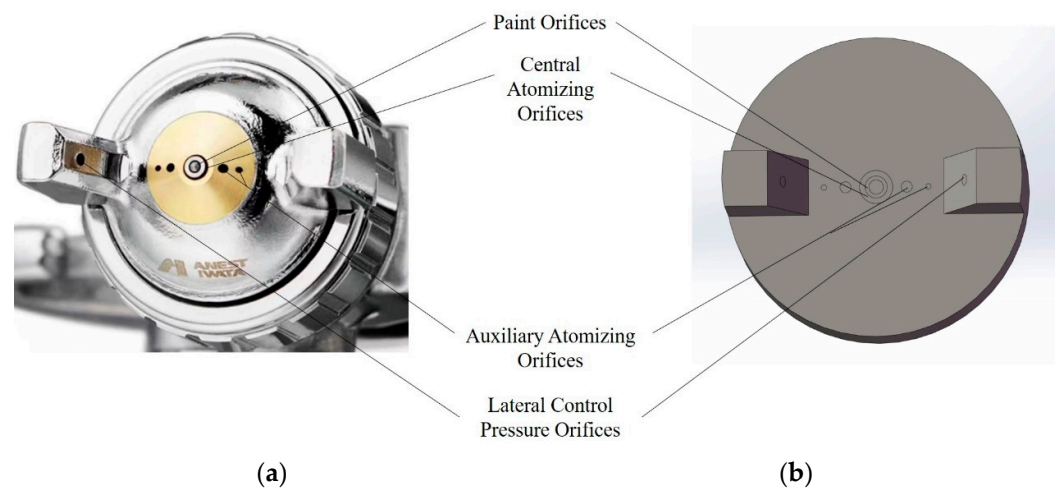 Paint Orifices
Central
Atomizing
Orifices
ANEST
IWATA
Auxiliary Atomizing
Orifices
Lateral Control
Pressure Orifices
(a)
(b)